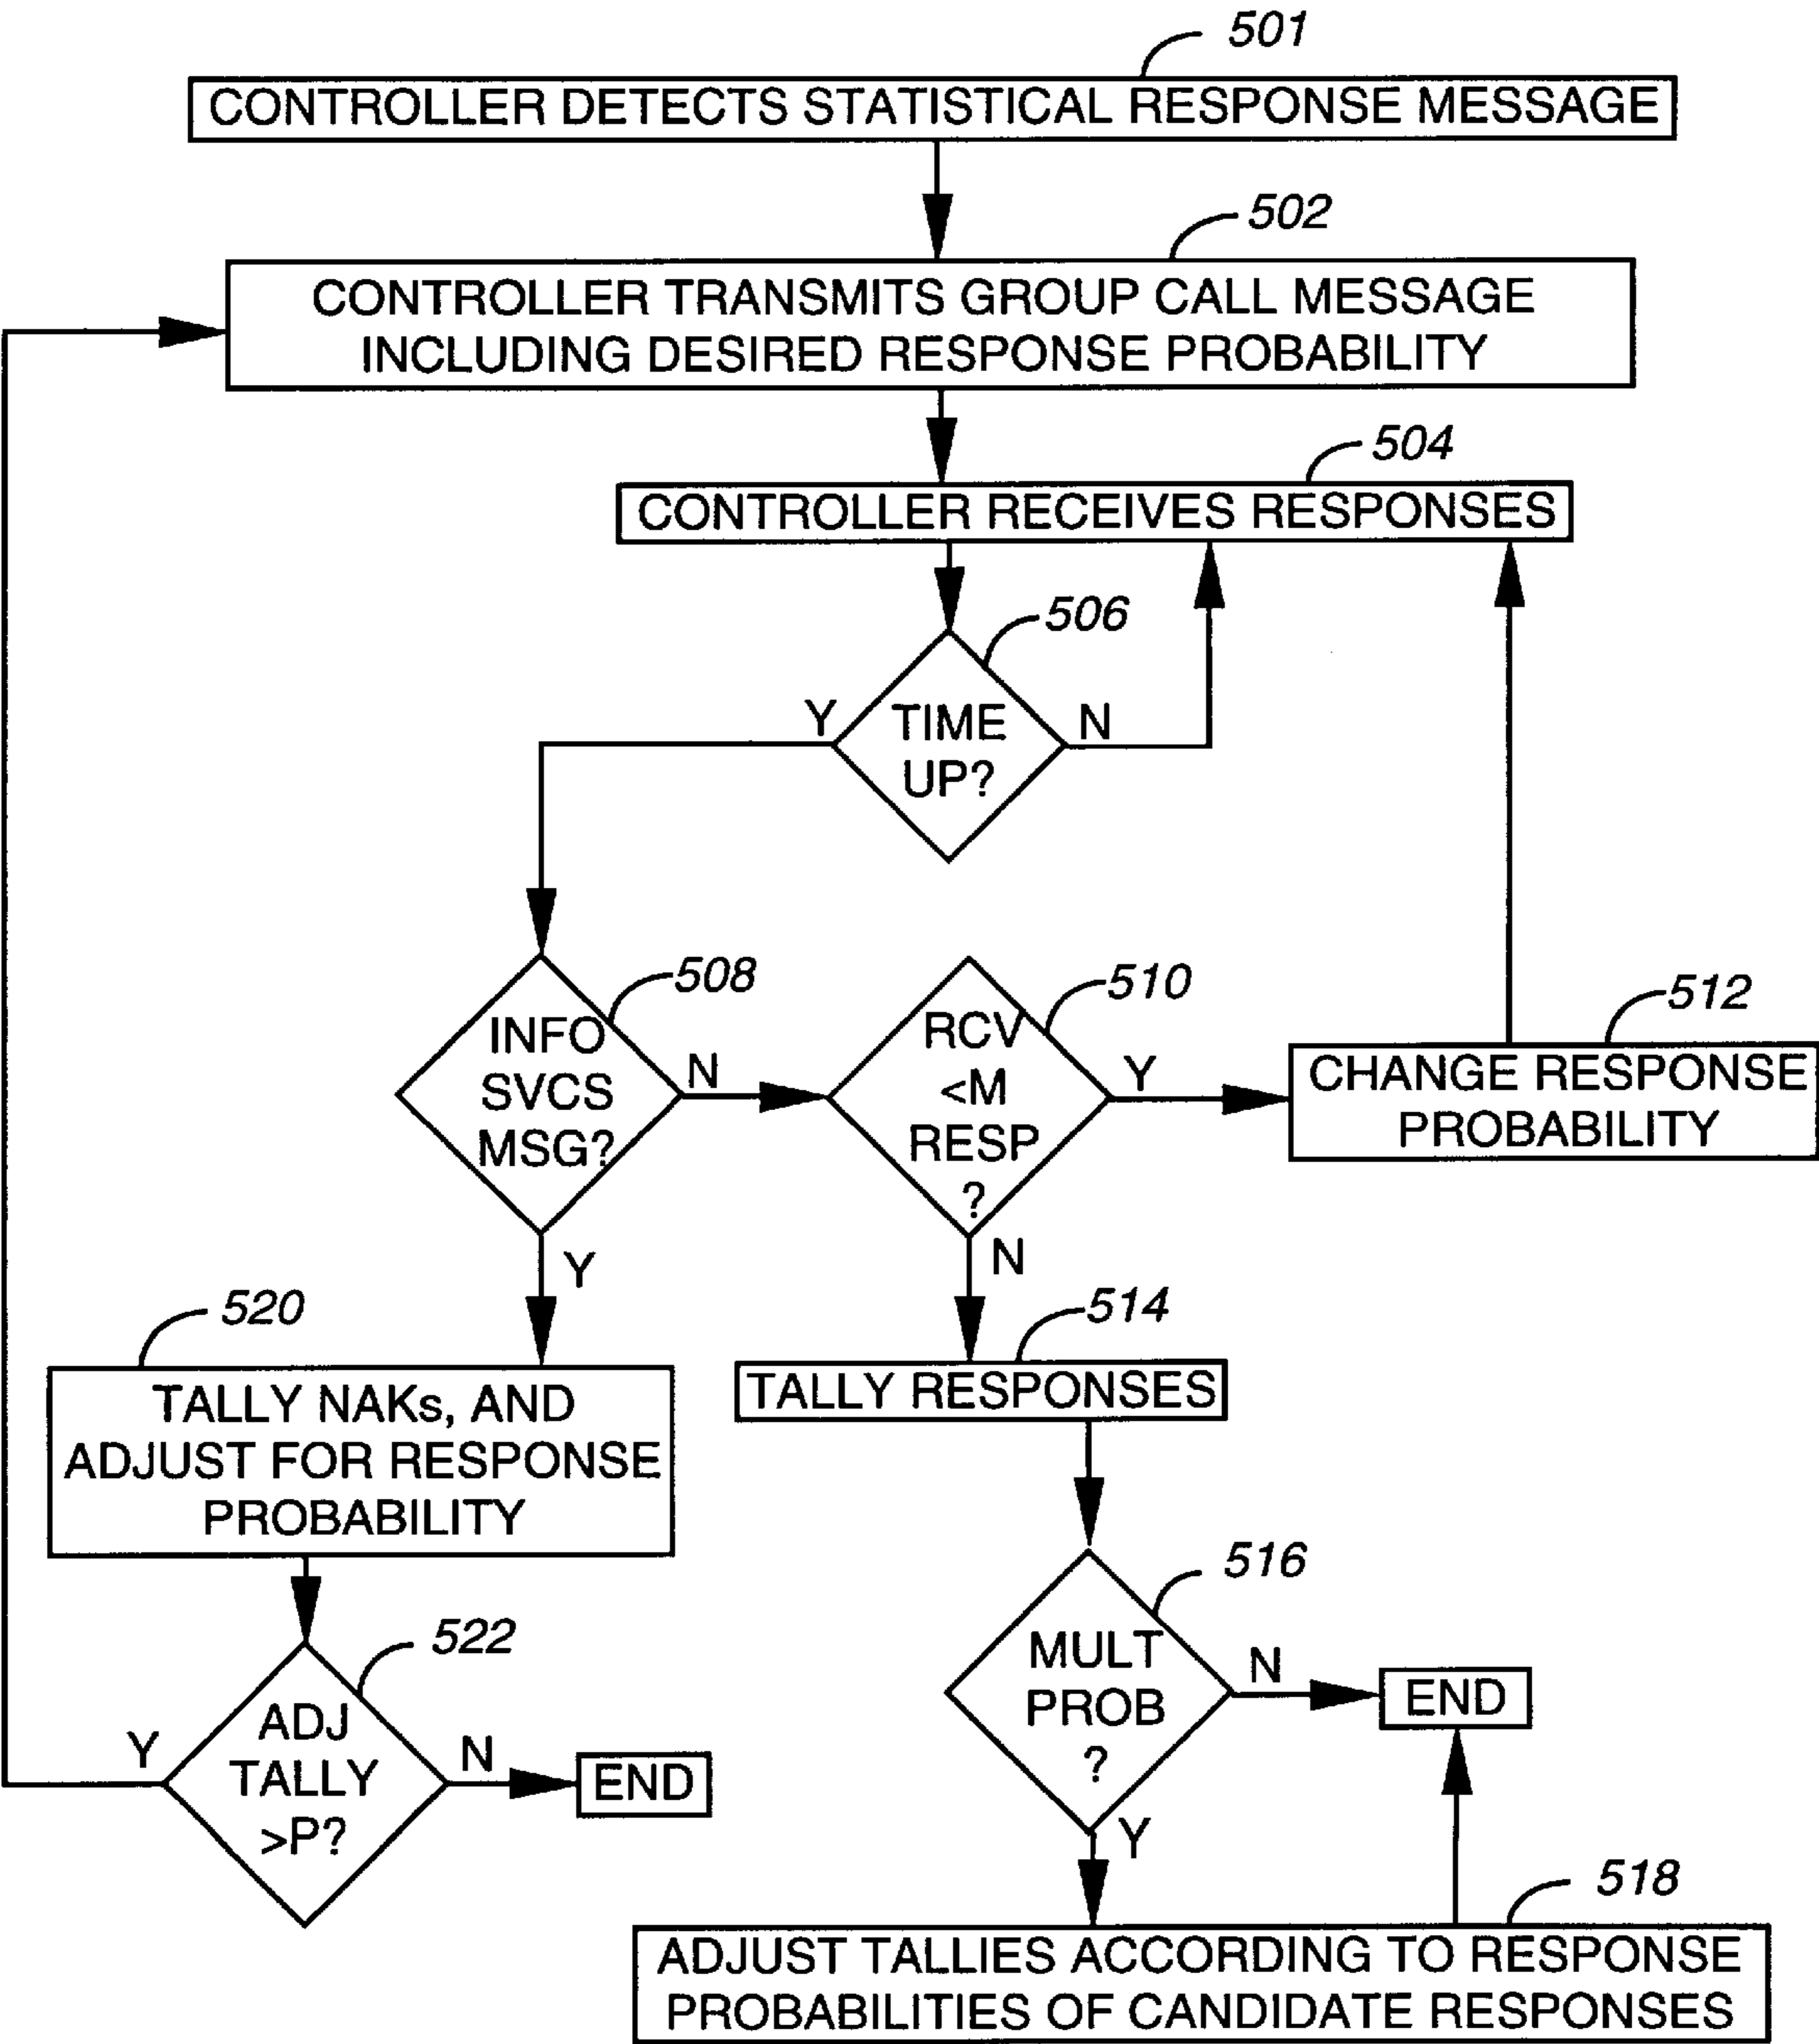 501
CONTROLLER DETECTS STATISTICAL RESPONSE MESSAGE
502
CONTROLLER TRANSMITS GROUP CALL MESSAGE
INCLUDING DESIRED RESPONSE PROBABILITY
504
CONTROLLER RECEIVES RESPONSES
506
TIME
UP?
Y
N
508
INFO
SVCS
MSG?
N
Y
510
RCV
<M
RESP
?
Y
N
512
CHANGE RESPONSE
PROBABILITY
520
TALLY NAKs, AND
ADJUST FOR RESPONSE
PROBABILITY
514
TALLY RESPONSES
516
MULT
PROB
?
N
END
Y
522
ADJ
TALLY
>P?
Y
N
END
518
ADJUST TALLIES ACCORDING TO RESPONSE
PROBABILITIES OF CANDIDATE RESPONSES